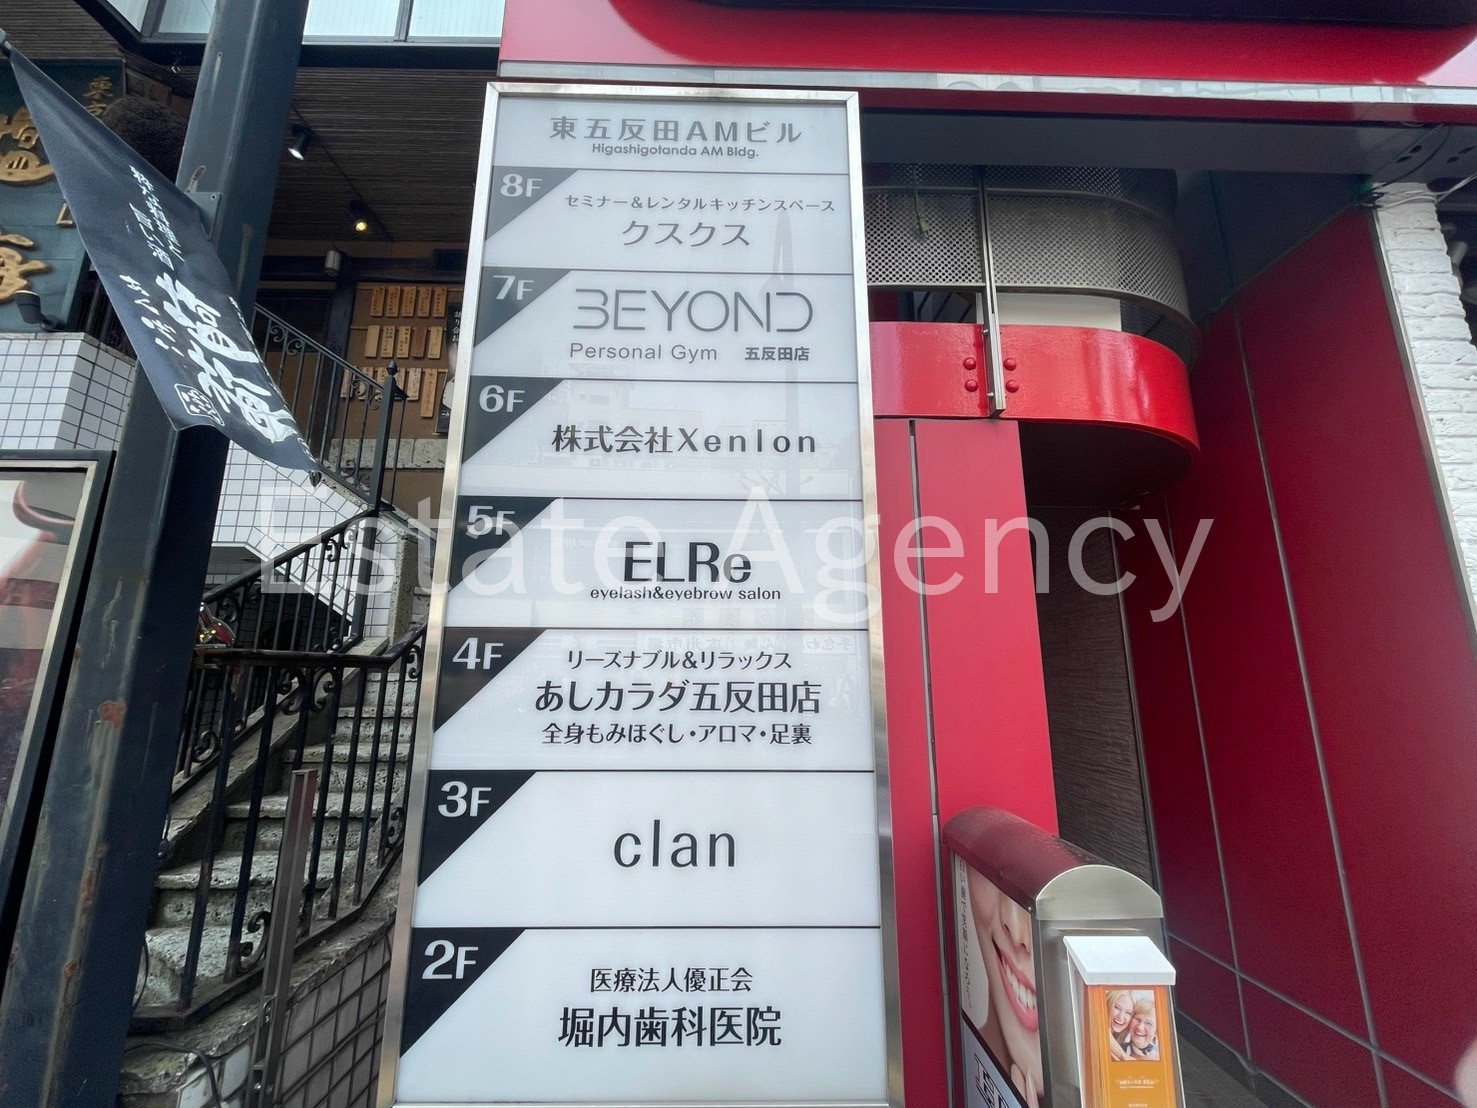 東五反田AMビル
Higashigotanda AM Bldg.
8F
セミナー&レンタルキッチンスペース
クスクス
7F
BEYOND
Personal Gym 五反田店
6F
株式会社Xenlon
5F
ELRe
eyelash&eyebrow salon
4F
リーズナブル&リラックス
あしカラダ五反田店
全身もみほぐし・アロマ・足裏
3F
clan
2F
医療法人優正会
堀内歯科医院
Estate Agency